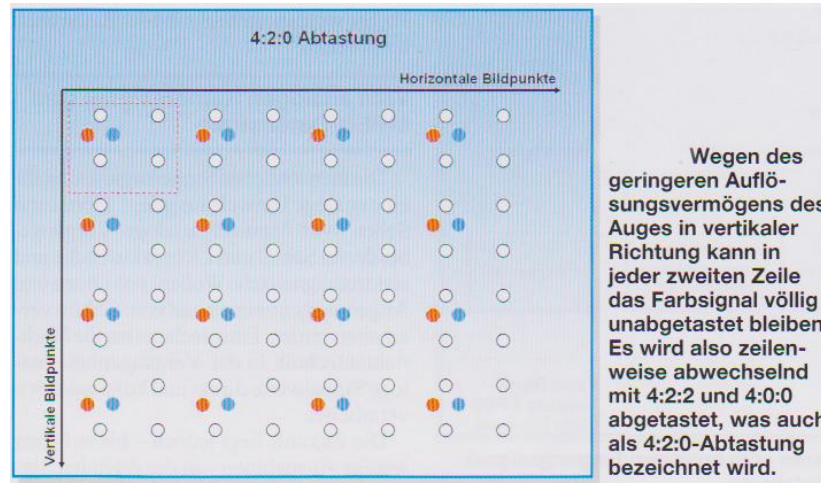 4:2:0 Abtastung
Horizontale Bildpunkte
Vertikale Bildpunkte
Wegen des
geringeren Auflö-
sungsvermögens des
Auges in vertikaler
Richtung kann in
jeder zweiten Zeile
das Farbsignal völlig
unabgetastet bleiben
Es wird also zeilen-
weise abwechselnd
mit 4:2:2 und 4:0:0
abgetastet, was auch
als 4:2:0-Abtastung
bezeichnet wird.